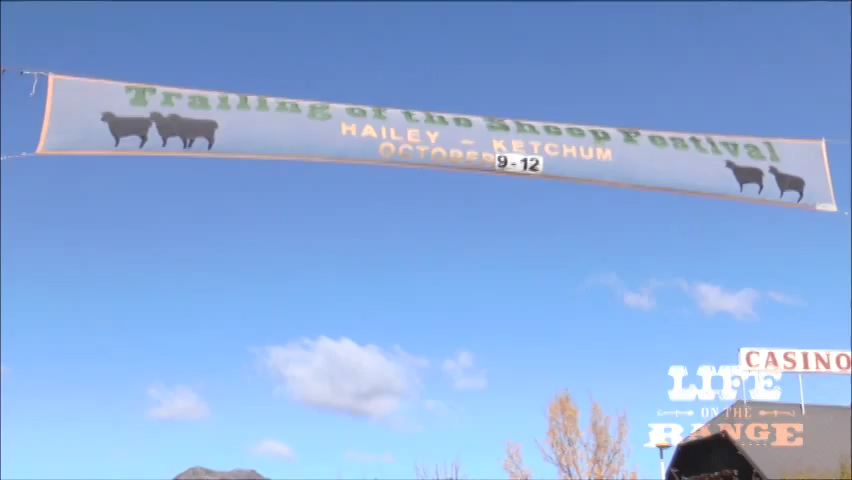 Trailing of the Sheep Festival
HAILEY - KETCHUM
OCTOBER 9-12
CASINO
LIFE
ON THE
RANGE